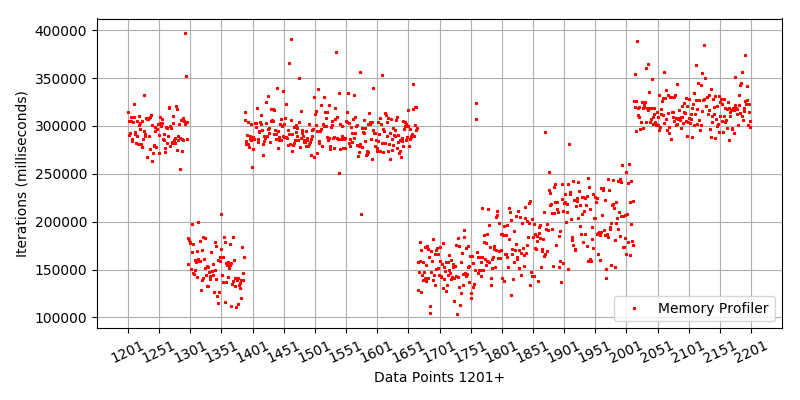 400000
350000
300000
250000
200000
150000
100000
Iterations (milliseconds)
Memory Profiler
1201 1251 1301 1351 1401 1451 1501 1551 1601 1651 1701 1751 1801 1851 1901 1951 2001 2051 2101 2151 2201
Data Points 1201+